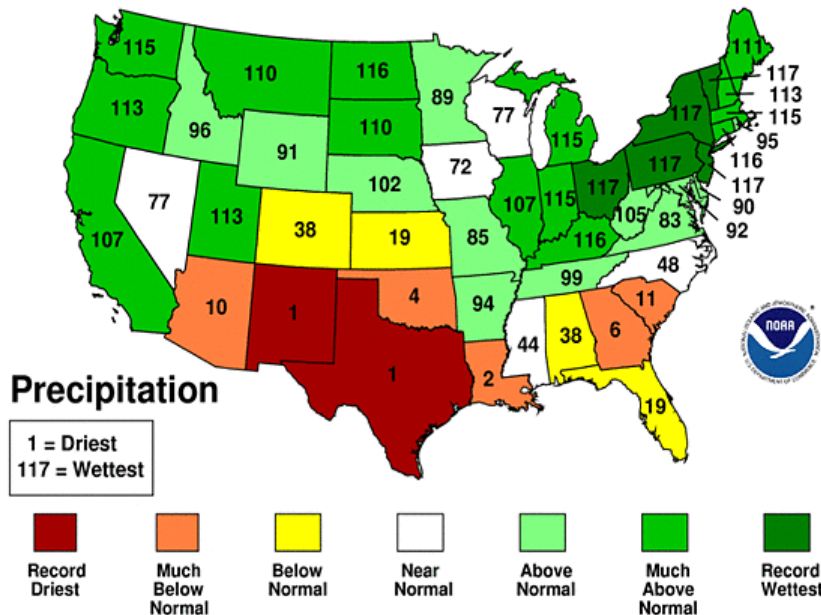 115
110
116
89
77
111
117
113
115
95
116
117
90
92
113
96
91
110
72
102
115
117
117
77
113
38
19
85
107
115
117
105
83
107
116
99
48
10
1
4
94
44
38
6
11
1
2
19
NOAA
Precipitation
1 = Driest
117 = Wettest
Record
Driest
Much
Below
Normal
Below
Normal
Near
Normal
Above
Normal
Much
Above
Normal
Record
Wettest